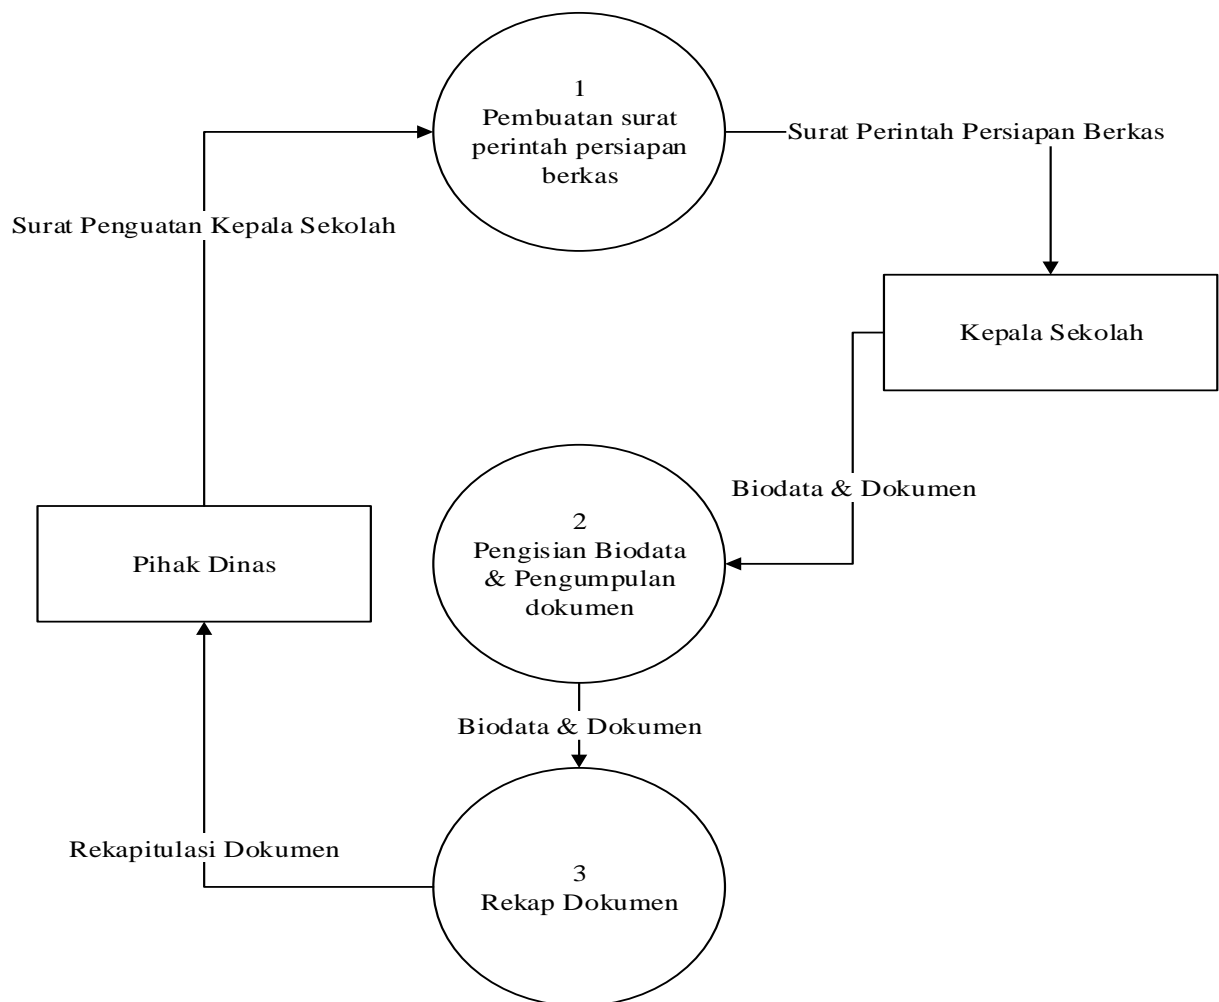 1
Pembuatan surat
perintah persiapan
berkas
Surat Perintah Persiapan Berkas
Surat Penguatan Kepala Sekolah
Kepala Sekolah
Biodata & Dokumen
2
Pengisian Biodata
& Pengumpulan
dokumen
Pihak Dinas
Biodata & Dokumen
Rekapitulasi Dokumen
3
Rekap Dokumen